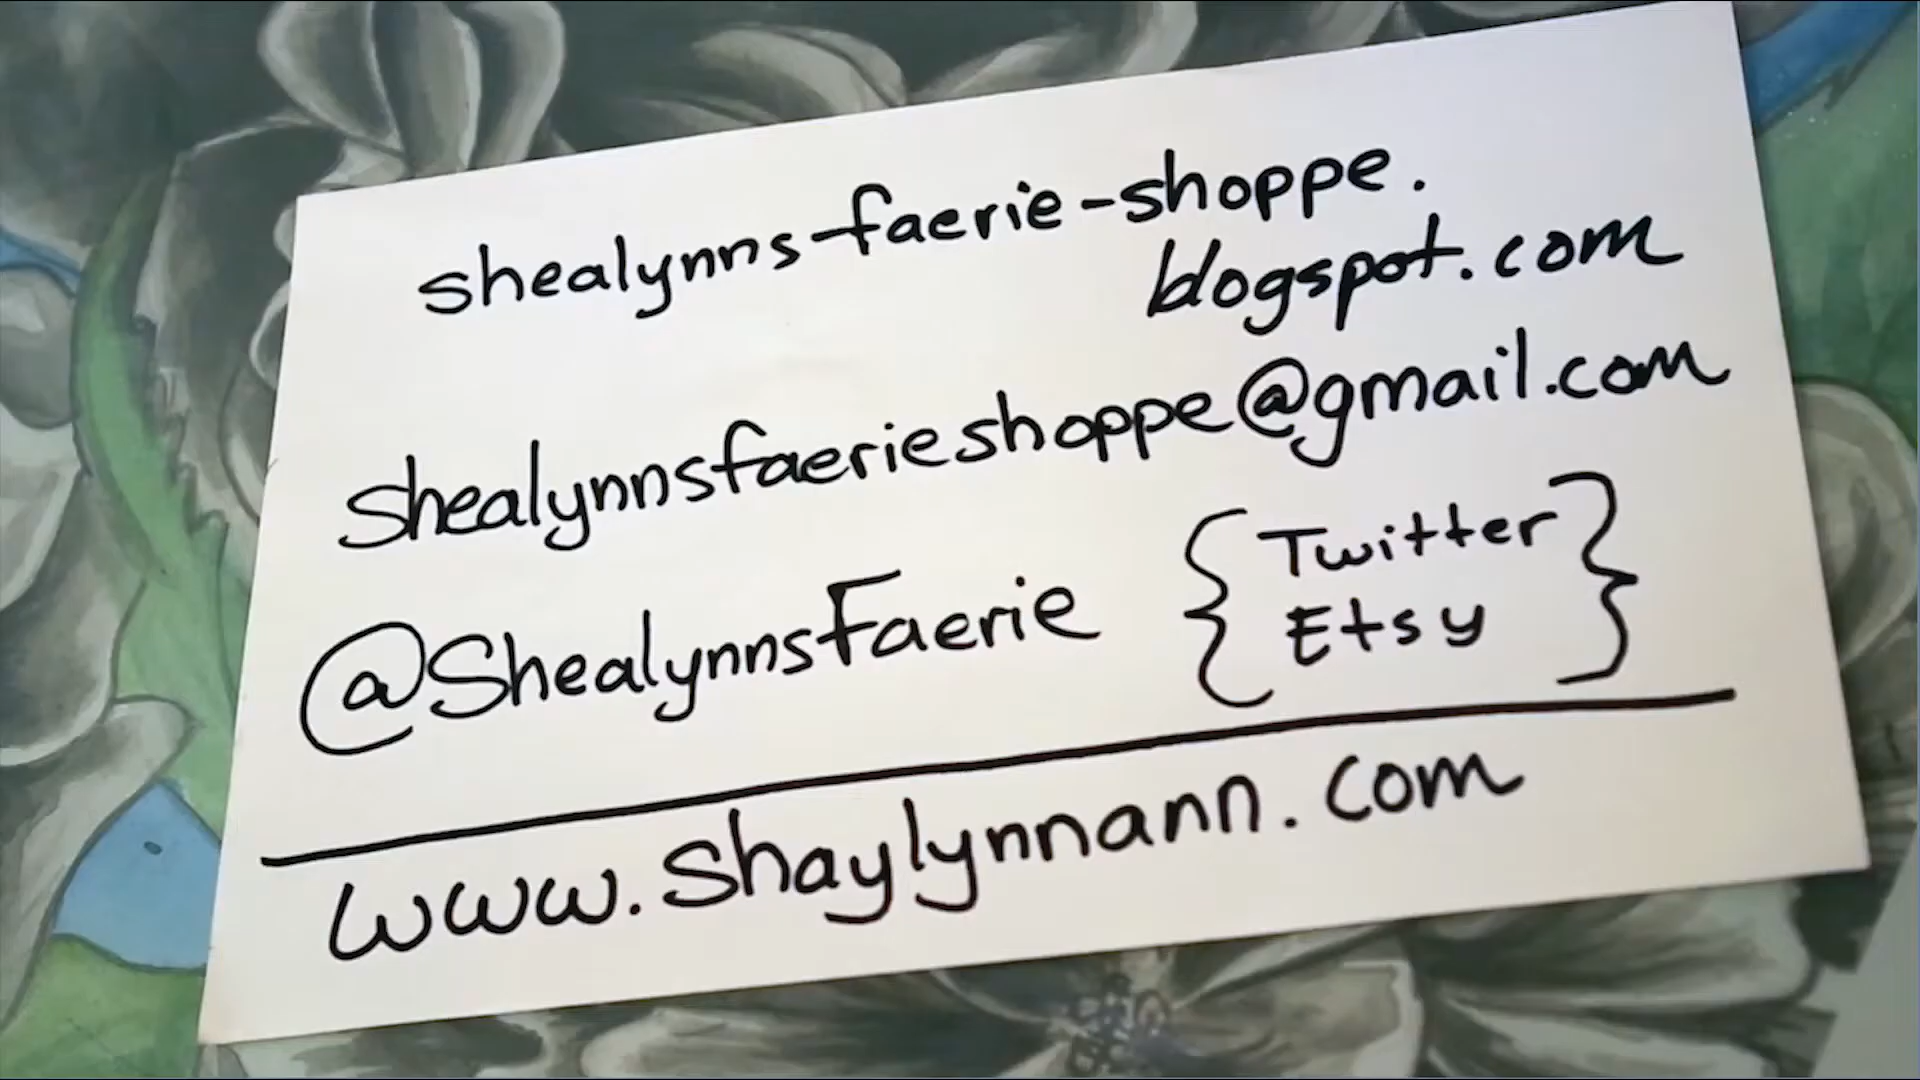 shealynns-faerie-shoppe.
blogspot.com
shealynnsfaerieshoppe@gmail.com
@ShealynnsFaerie { Twitter
Etsy }
www.shaylynnann.com